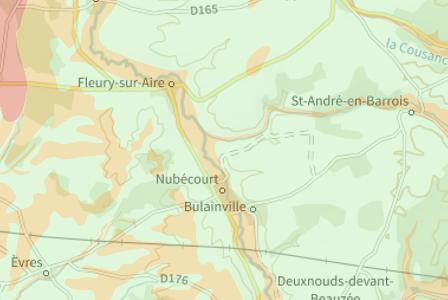 D165
la Cousanc
Fleury-sur-Aire
St-André-en-Barrois
Nubécourt
Bulainville
Èvres
D176
Deuxnouds-devant-
Beauzée